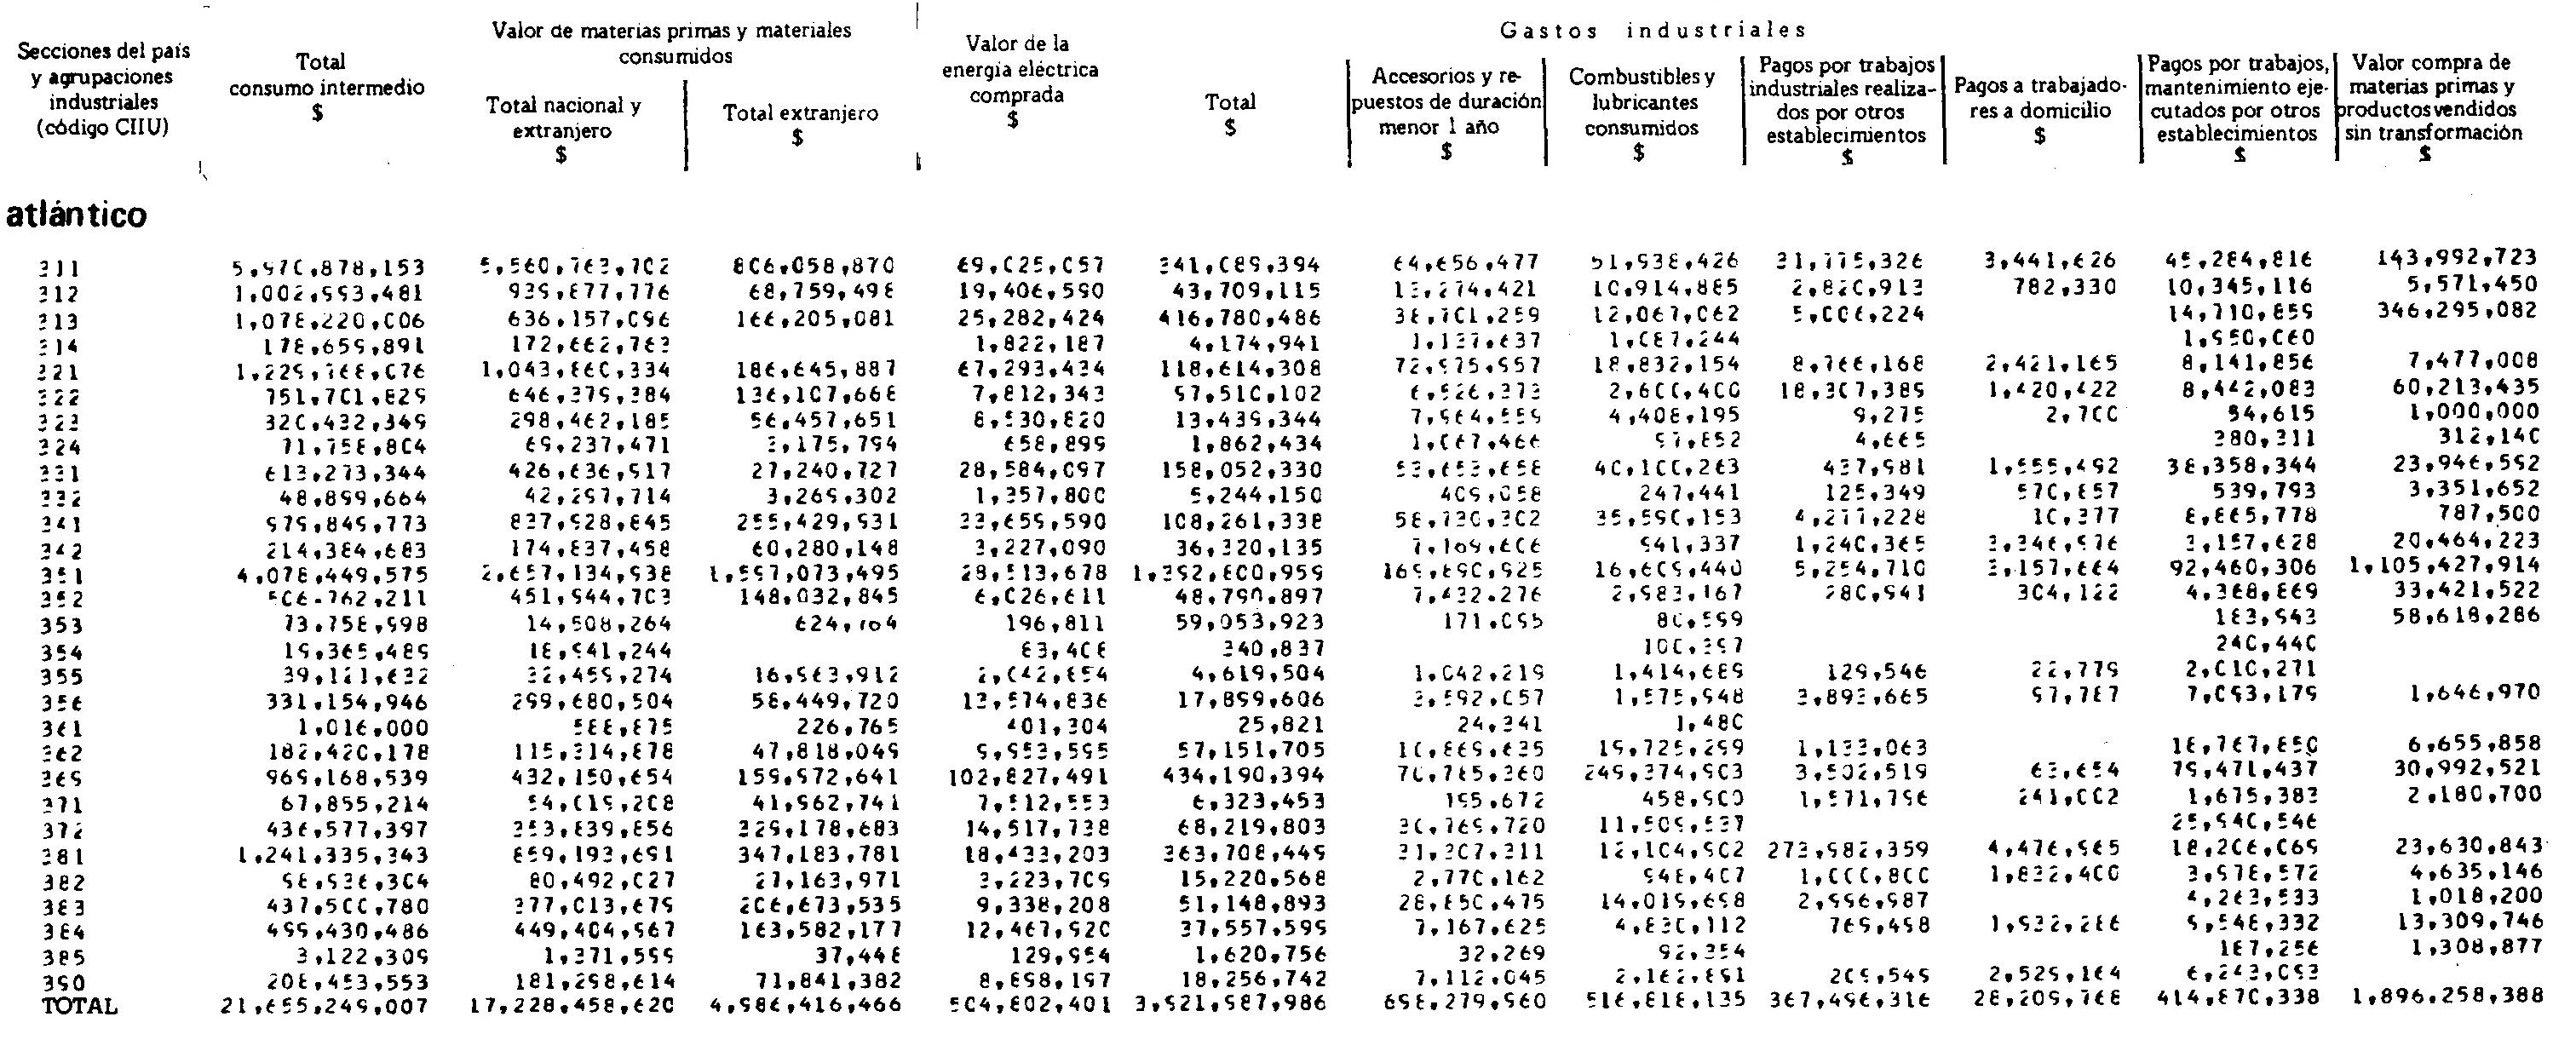 Gastos industriales
Secciones del país y agrupaciones industriales (código CIIU)
Total consumo intermedio $
Valor de materias primas y materiales consumidos
Total nacional y extranjero $
Total extranjero $
Valor de la energía eléctrica comprada $
Total $
Accesorios y repuestos de duración menor 1 año $
Combustibles y lubricantes consumidos $
Pagos por trabajos industriales realizados por otros establecimientos $
Pagos a trabajadores a domicilio $
Pagos por trabajos, mantenimiento ejecutados por otros establecimientos $
Valor compra de materias primas y productos vendidos sin transformación $
atlántico
311 5,970,878,153 5,560,763,702 806,058,870 69,025,057 341,089,394 64,656,477 51,938,426 31,775,326 3,441,626 45,284,816 143,992,723
312 1,002,993,481 939,877,776 68,759,498 19,406,590 43,709,115 13,274,421 10,914,885 2,820,913 782,330 10,345,116 5,571,450
313 1,078,220,006 636,157,096 166,205,081 25,282,424 416,780,486 38,701,259 12,067,062 5,006,224 14,710,859 346,295,082
314 178,659,891 172,662,763 1,822,187 4,174,941 1,137,637 1,087,244 1,950,060
321 1,229,768,076 1,043,860,334 186,645,887 67,293,434 118,614,308 72,975,957 18,832,154 8,766,168 2,421,165 8,141,856 7,477,008
322 751,701,829 646,379,384 136,107,668 7,812,343 97,510,102 6,526,373 2,600,400 18,307,389 1,420,422 8,442,083 60,213,435
323 320,432,349 298,462,185 56,457,651 8,530,820 13,439,344 7,964,559 4,408,195 9,275 2,700 54,615 1,000,000
324 71,758,804 69,237,471 3,175,794 658,899 1,862,434 1,067,466 97,852 4,665 380,311 312,140
331 613,273,344 426,636,917 27,240,727 28,584,097 158,052,330 53,653,658 40,100,263 437,981 1,555,492 38,358,344 23,946,592
332 48,899,664 42,297,714 3,269,302 1,357,800 5,244,150 409,058 247,441 125,349 570,857 539,793 3,351,652
341 979,849,773 837,928,845 255,429,931 33,659,590 108,261,338 58,730,302 35,590,153 4,277,228 10,377 8,865,778 787,500
342 214,384,683 174,837,458 60,280,148 3,227,090 36,320,135 7,169,606 941,337 1,240,365 3,346,976 3,157,628 20,464,223
351 4,078,449,575 2,657,134,938 1,597,073,495 28,513,678 1,392,800,959 169,890,925 16,609,440 5,254,710 3,157,664 92,460,306 1,105,427,914
352 506,762,211 451,944,703 148,032,845 6,026,611 48,790,897 7,432,276 2,983,167 280,941 304,122 4,368,869 33,421,522
353 73,758,998 14,508,264 624,764 196,811 59,053,923 171,095 80,599 183,943 58,618,286
354 19,365,489 18,941,244 83,408 340,837 100,397 240,440
355 39,121,632 32,459,274 16,963,912 2,042,854 4,619,504 1,042,219 1,414,689 129,546 22,779 2,010,271
356 331,154,946 299,680,504 58,449,720 13,574,836 17,899,606 3,592,057 1,575,948 3,893,665 97,787 7,093,179 1,646,970
361 1,016,000 588,875 226,765 401,304 25,821 24,341 1,480
362 182,420,178 115,314,878 47,818,049 9,953,595 57,151,705 10,869,635 19,725,299 1,133,063 18,767,850 6,655,858
369 969,168,539 432,150,654 159,972,641 102,827,491 434,190,394 70,785,360 249,374,903 3,502,519 63,654 79,471,437 30,992,521
371 67,855,214 54,019,208 41,962,741 7,512,553 6,323,453 195,672 458,900 1,571,796 241,002 1,675,383 2,180,700
372 436,577,397 353,839,856 329,178,683 14,517,738 68,219,803 30,769,720 11,509,537 25,940,546
381 1,241,335,343 859,193,691 347,183,781 18,433,203 363,708,449 31,307,311 12,104,902 273,982,359 4,476,965 18,206,069 23,630,843
382 98,936,304 80,492,027 27,163,971 3,223,709 15,220,568 2,770,162 948,407 1,000,800 1,832,400 3,978,572 4,635,146
383 437,500,780 377,013,679 206,673,535 9,338,208 51,148,893 28,850,475 14,019,698 2,996,987 4,263,533 1,018,200
384 499,430,486 449,404,967 163,582,177 12,467,920 37,557,599 7,167,625 4,830,112 769,498 1,932,286 9,548,332 13,309,746
385 3,122,309 1,371,599 37,448 129,954 1,620,756 32,269 92,354 187,256 1,308,877
390 208,453,553 181,298,614 71,841,382 8,898,197 18,256,742 7,112,045 2,162,891 209,549 2,529,164 6,243,093
TOTAL 21,655,249,007 17,228,458,620 4,986,416,466 504,802,401 3,921,987,986 698,279,960 516,818,135 367,496,316 28,209,768 414,870,338 1,896,258,388